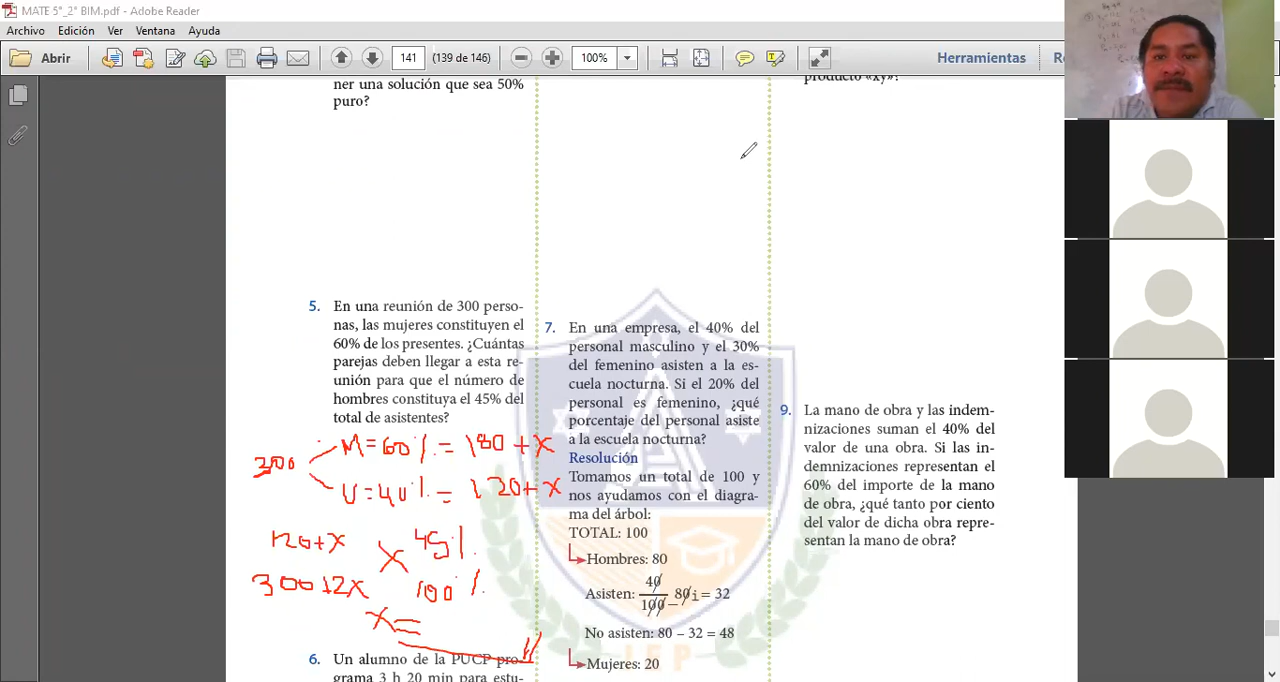 MATE 5°_2° BIM.pdf - Adobe Reader
Archivo Edición Ver Ventana Ayuda
Abrir
141
(139 de 146)
100%
Herramientas
ner una solución que sea 50%
puro?
producto «xy»?
5. En una reunión de 300 perso-
nas, las mujeres constituyen el
60% de los presentes. ¿Cuántas
parejas deben llegar a esta re-
unión para que el número de
hombres constituya el 45% del
total de asistentes?
300
M = 60% = 180 + x
V = 40% = 120 + x
120+x 45%
300+2x 100%
x =
6. Un alumno de la PUCP pro-
grama 3 h 20 min para estu-
7. En una empresa, el 40% del
personal masculino y el 30%
del femenino asisten a la es-
cuela nocturna. Si el 20% del
personal es femenino, ¿qué
porcentaje del personal asiste
a la escuela nocturna?
Resolución
Tomamos un total de 100 y
nos ayudamos con el diagra-
ma del árbol:
TOTAL: 100
Hombres: 80
Asisten: 40/100 80 = 32
No asisten: 80 – 32 = 48
Mujeres: 20
I E P
9. La mano de obra y las indem-
nizaciones suman el 40% del
valor de una obra. Si las in-
demnizaciones representan el
60% del importe de la mano
de obra, ¿qué tanto por ciento
del valor de dicha obra repre-
sentan la mano de obra?